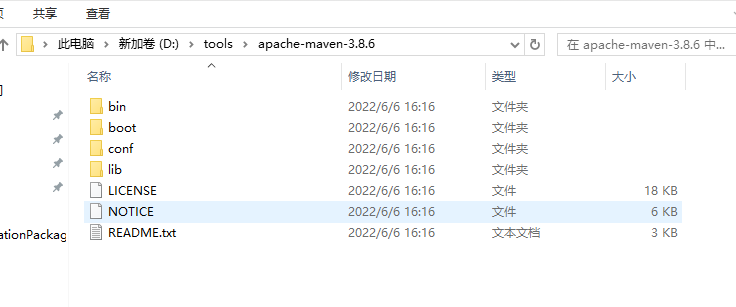 共享 查看
此电脑 新加卷 (D:) tools apache-maven-3.8.6 在 apache-maven-3.8.6 中...
名称 修改日期 类型 大小
bin 2022/6/6 16:16 文件夹
boot 2022/6/6 16:16 文件夹
conf 2022/6/6 16:16 文件夹
lib 2022/6/6 16:16 文件夹
LICENSE 2022/6/6 16:16 文件 18 KB
NOTICE 2022/6/6 16:16 文件 6 KB
ationPackag README.txt 2022/6/6 16:16 文本文档 3 KB